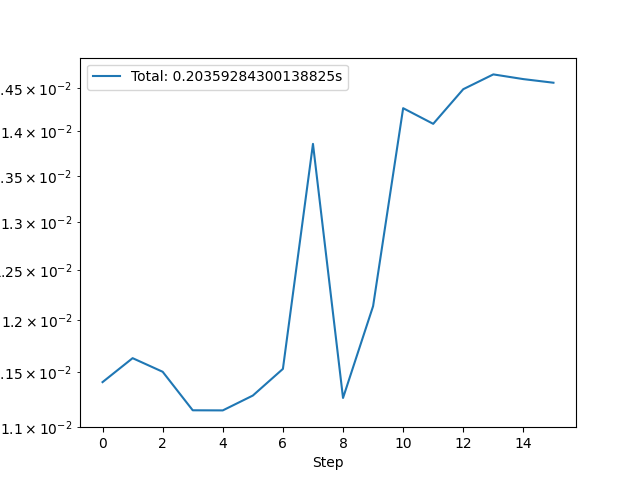 Total: 0.20359284300138825s
.45 × 10⁻²
1.4 × 10⁻²
.35 × 10⁻²
1.3 × 10⁻²
.25 × 10⁻²
1.2 × 10⁻²
.15 × 10⁻²
1.1 × 10⁻²
0 2 4 6 8 10 12 14
Step